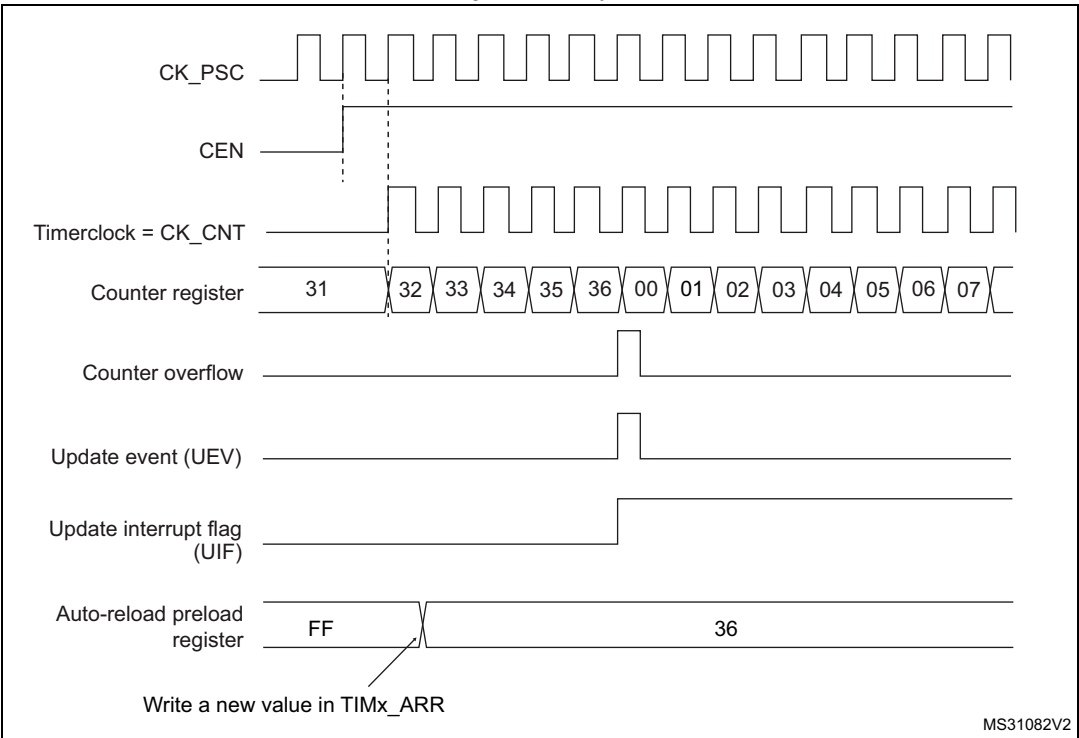 CK_PSC
CEN
Timerclock = CK_CNT
Counter register
31 32 33 34 35 36 00 01 02 03 04 05 06 07
Counter overflow
Update event (UEV)
Update interrupt flag
(UIF)
Auto-reload preload
register
FF 36
Write a new value in TIMx_ARR
MS31082V2